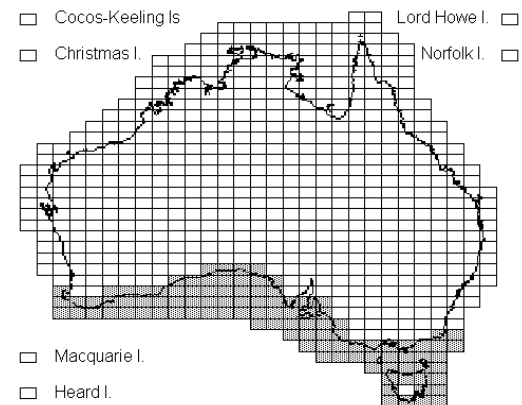 Cocos-Keeling Is
Lord Howe I.
Christmas I.
Norfolk I.
Macquarie I.
Heard I.